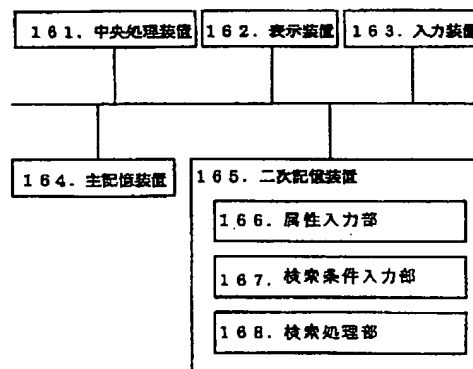 161. 中央処理装置
162. 表示装置
163. 入力装置
164. 主記憶装置
165. 二次記憶装置
166. 属性入力部
167. 検索条件入力部
168. 検索処理部